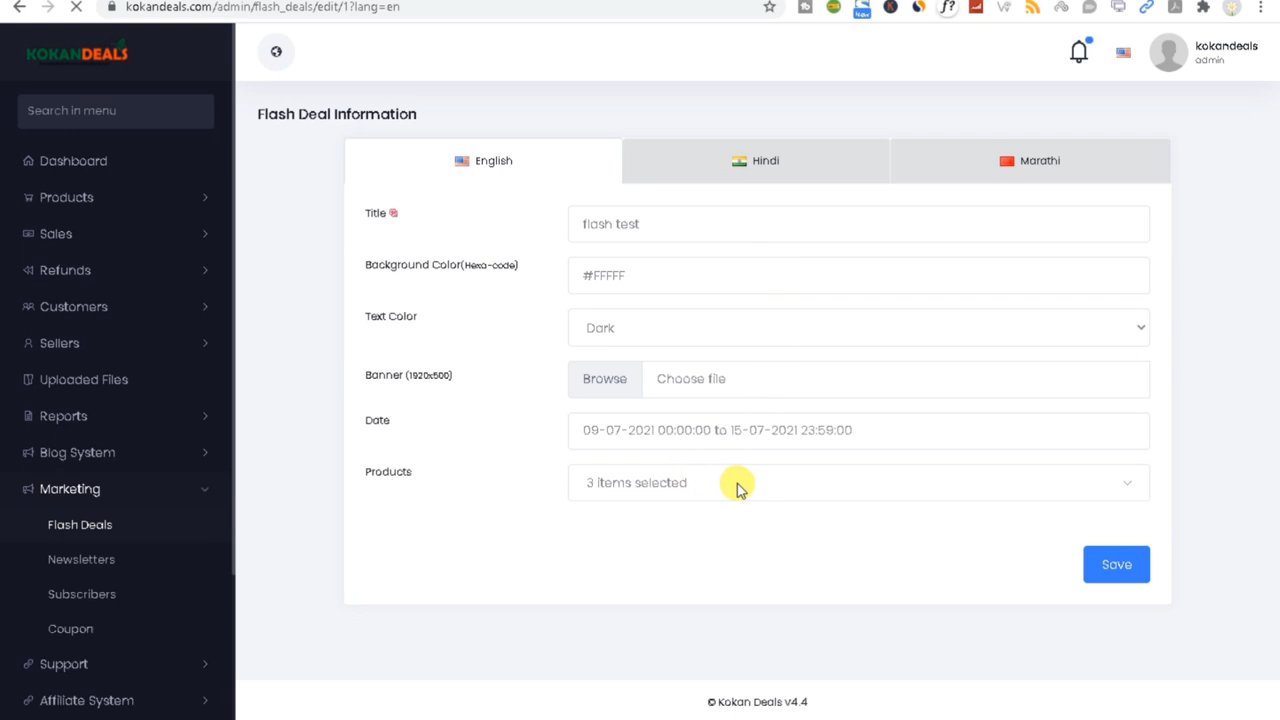 kokandeals.com/admin/flash_deals/edit/1?lang=en
KOKANDEALS
kokandeals
admin
Search in menu
Dashboard
Products
Sales
Refunds
Customers
Sellers
Uploaded Files
Reports
Blog System
Marketing
Flash Deals
Newsletters
Subscribers
Coupon
Support
Affiliate System
Flash Deal Information
English
Hindi
Marathi
Title
flash test
Background Color(Hexa-code)
#FFFFF
Text Color
Dark
Banner (1920x500)
Browse
Choose file
Date
09-07-2021 00:00:00 to 15-07-2021 23:59:00
Products
3 items selected
Save
© Kokan Deals v4.4